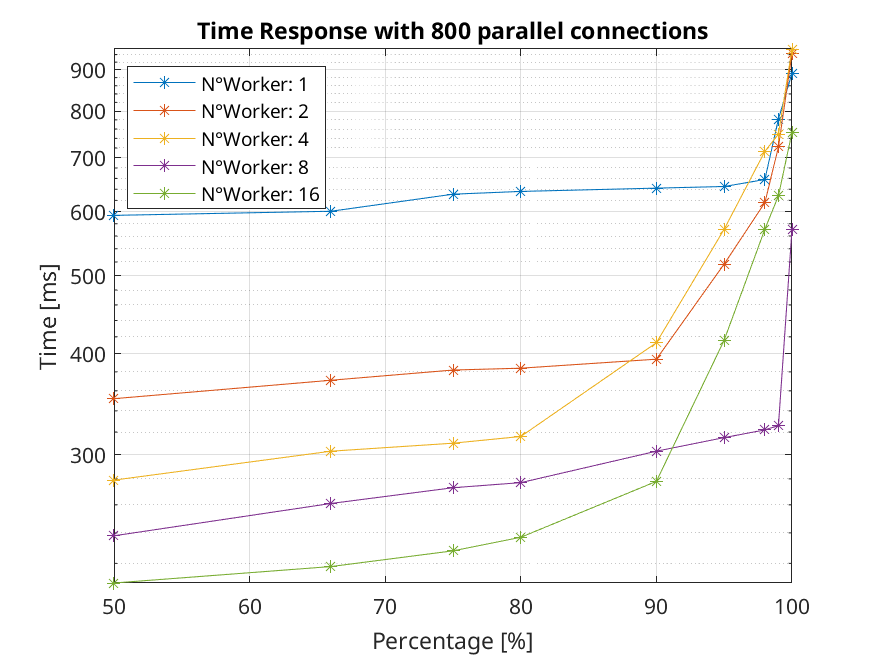 Time Response with 800 parallel connections
N°Worker: 1
N°Worker: 2
N°Worker: 4
N°Worker: 8
N°Worker: 16
900
800
700
600
500
400
300
Time [ms]
50
60
70
80
90
100
Percentage [%]